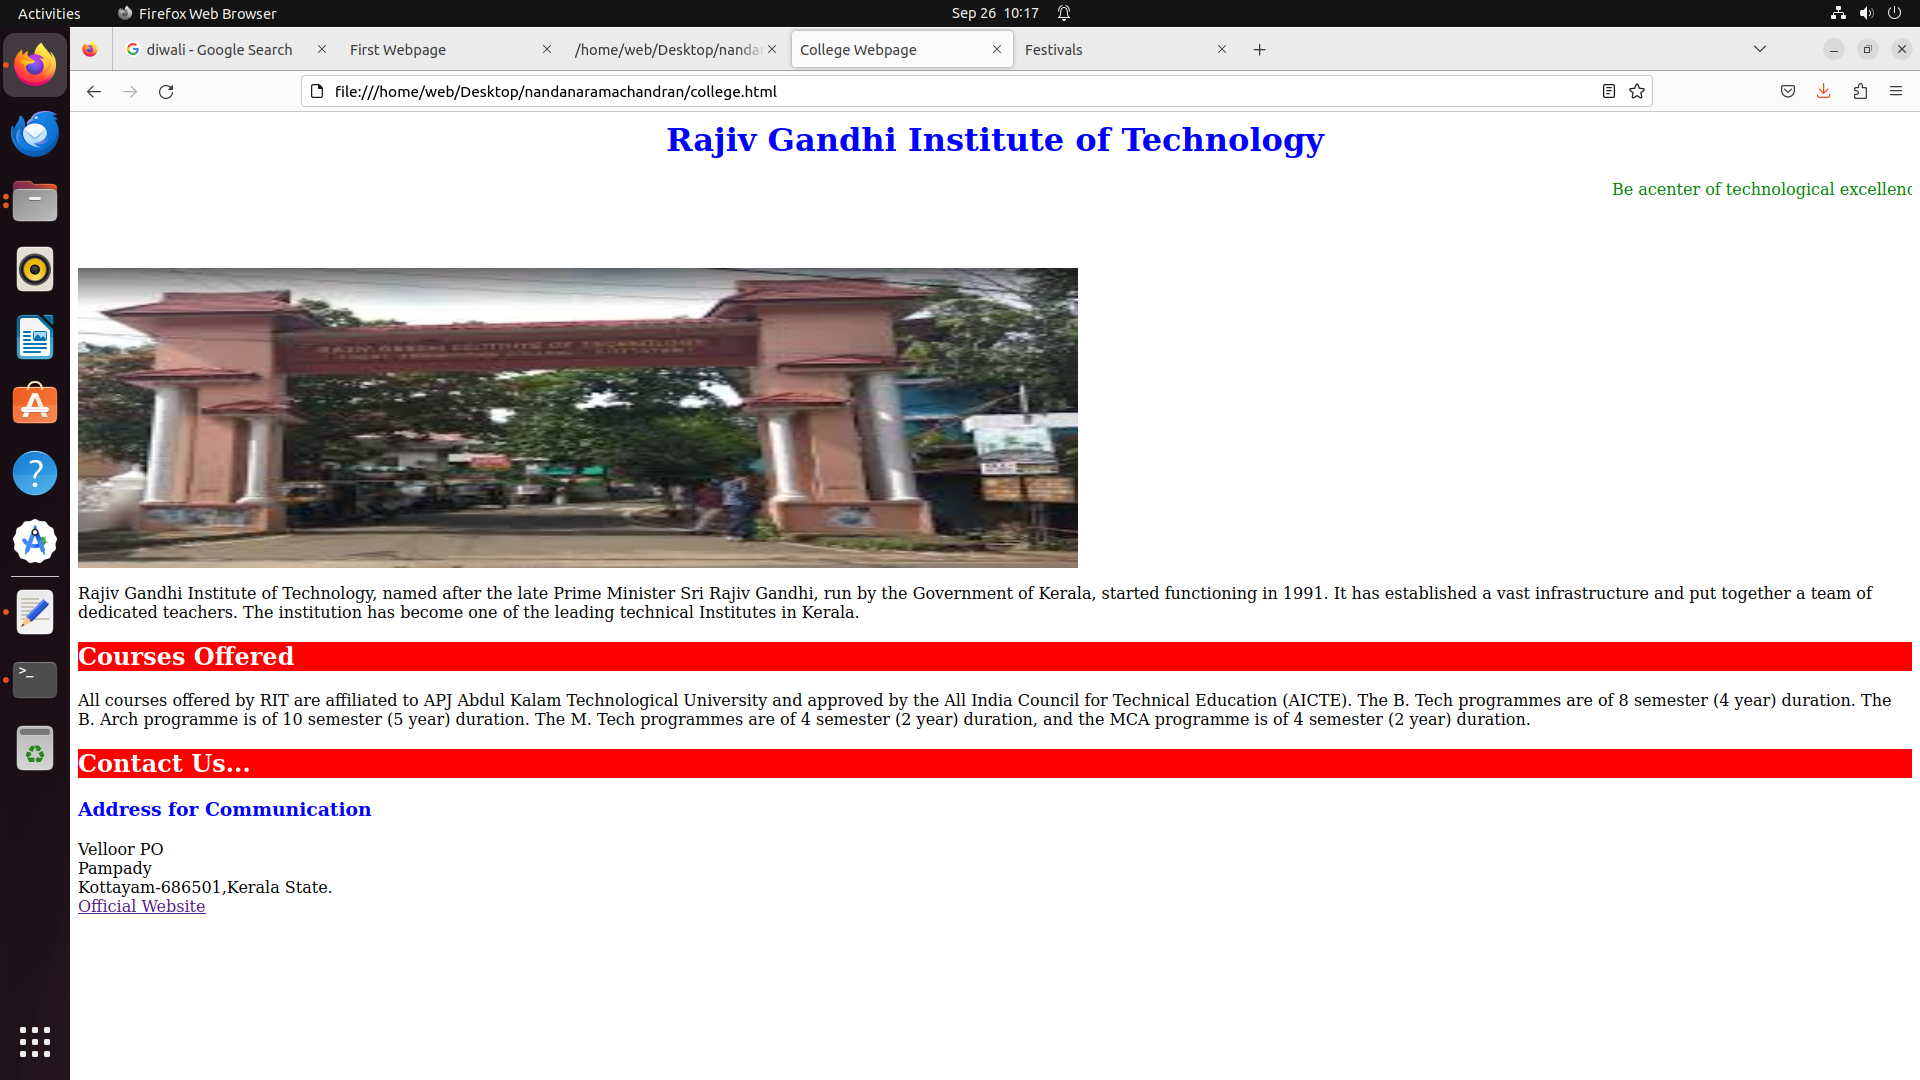 Activities
Firefox Web Browser
Sep 26 10:17
diwali - Google Search
First Webpage
/home/web/Desktop/nanda
College Webpage
Festivals
file:///home/web/Desktop/nandanaramachandran/college.html
Rajiv Gandhi Institute of Technology
Be acenter of technological excellenc
RAJIV GANDHI INSTITUTE OF TECHNOLOGY
Rajiv Gandhi Institute of Technology, named after the late Prime Minister Sri Rajiv Gandhi, run by the Government of Kerala, started functioning in 1991. It has established a vast infrastructure and put together a team of
dedicated teachers. The institution has become one of the leading technical Institutes in Kerala.
Courses Offered
All courses offered by RIT are affiliated to APJ Abdul Kalam Technological University and approved by the All India Council for Technical Education (AICTE). The B. Tech programmes are of 8 semester (4 year) duration. The
B. Arch programme is of 10 semester (5 year) duration. The M. Tech programmes are of 4 semester (2 year) duration, and the MCA programme is of 4 semester (2 year) duration.
Contact Us...
Address for Communication
Velloor PO
Pampady
Kottayam-686501,Kerala State.
Official Website